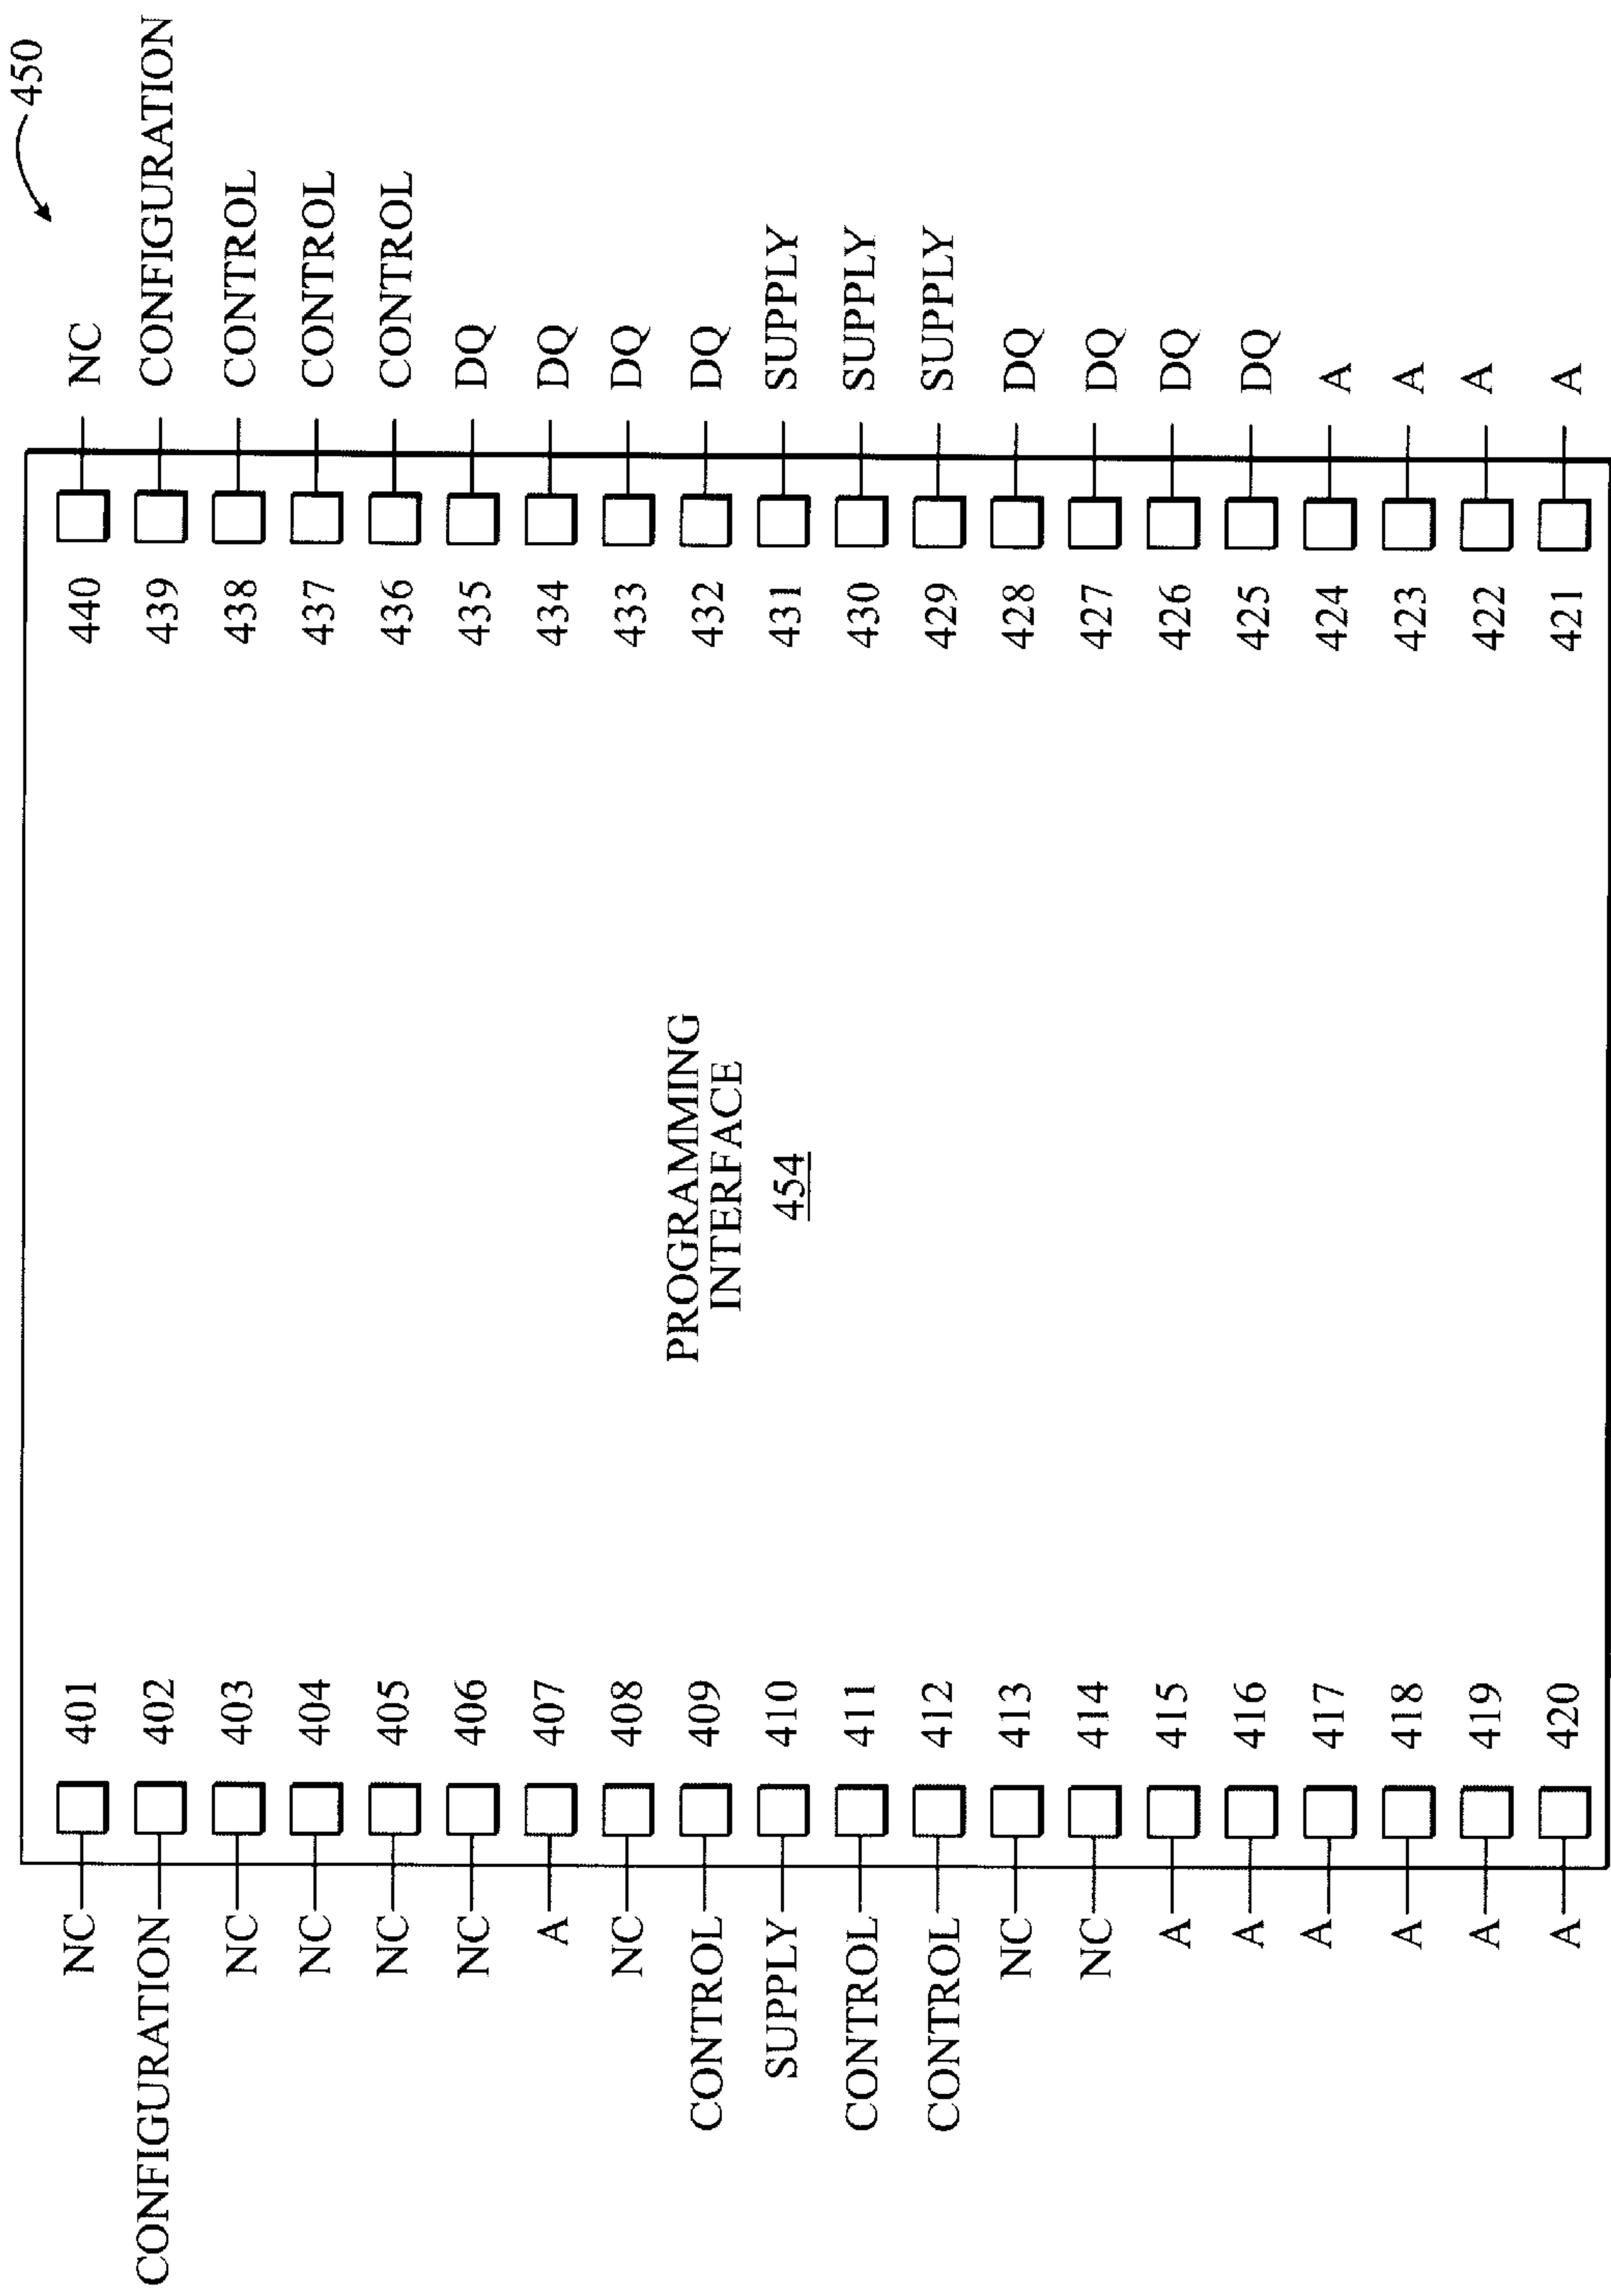 450
NC 401 440 NC
CONFIGURATION 402 439 CONFIGURATION
NC 403 438 CONTROL
NC 404 437 CONTROL
NC 405 436 CONTROL
NC 406 435 DQ
A 407 434 DQ
NC 408 433 DQ
CONTROL 409 432 DQ
SUPPLY 410 431 SUPPLY
CONTROL 411 430 SUPPLY
CONTROL 412 429 SUPPLY
NC 413 428 DQ
NC 414 427 DQ
A 415 426 DQ
A 416 425 DQ
A 417 424 A
A 418 423 A
A 419 422 A
A 420 421 A
PROGRAMMING
INTERFACE
454